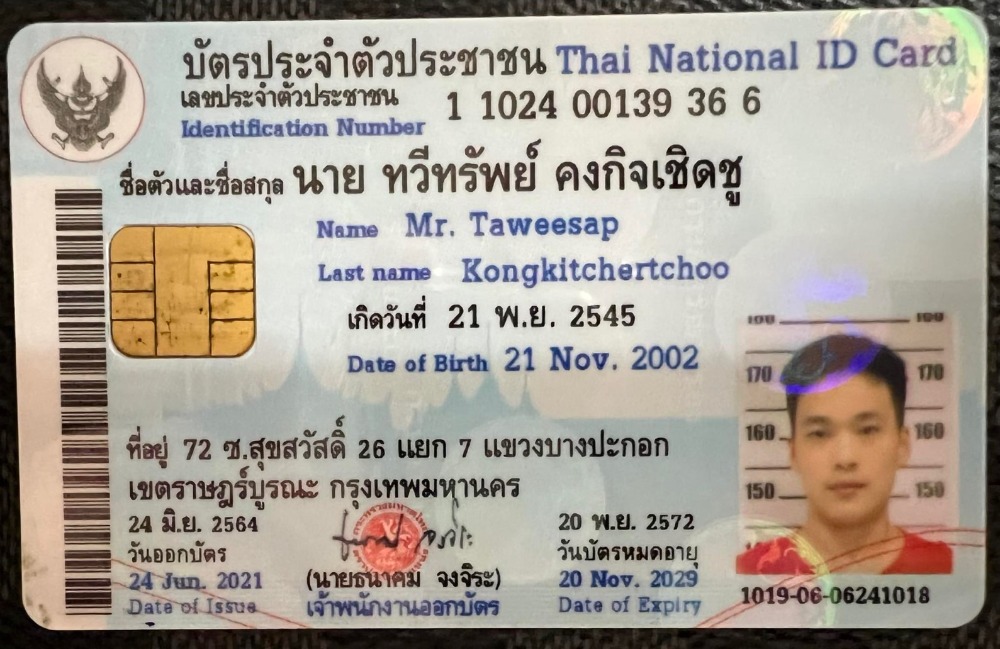 บัตรประจำตัวประชาชน Thai National ID Card
เลขประจำตัวประชาชน
Identification Number
1 1024 00139 36 6
ชื่อตัวและชื่อสกุล นาย ทวีทรัพย์ คงกิจเชิดชู
Name Mr. Taweesap
Last name Kongkitchertchoo
เกิดวันที่ 21 พ.ย. 2545
Date of Birth 21 Nov. 2002
ที่อยู่ 72 ซ.สุขสวัสดิ์ 26 แยก 7 แขวงบางปะกอก
เขตราษฎร์บูรณะ กรุงเทพมหานคร
24 มิ.ย. 2564
วันออกบัตร
24 Jun. 2021
Date of Issue
(นายธนาคม จงจิระ)
เจ้าพนักงานออกบัตร
20 พ.ย. 2572
วันบัตรหมดอายุ
20 Nov. 2029
Date of Expiry
170 170
160 160
150 150
1019-06-06241018